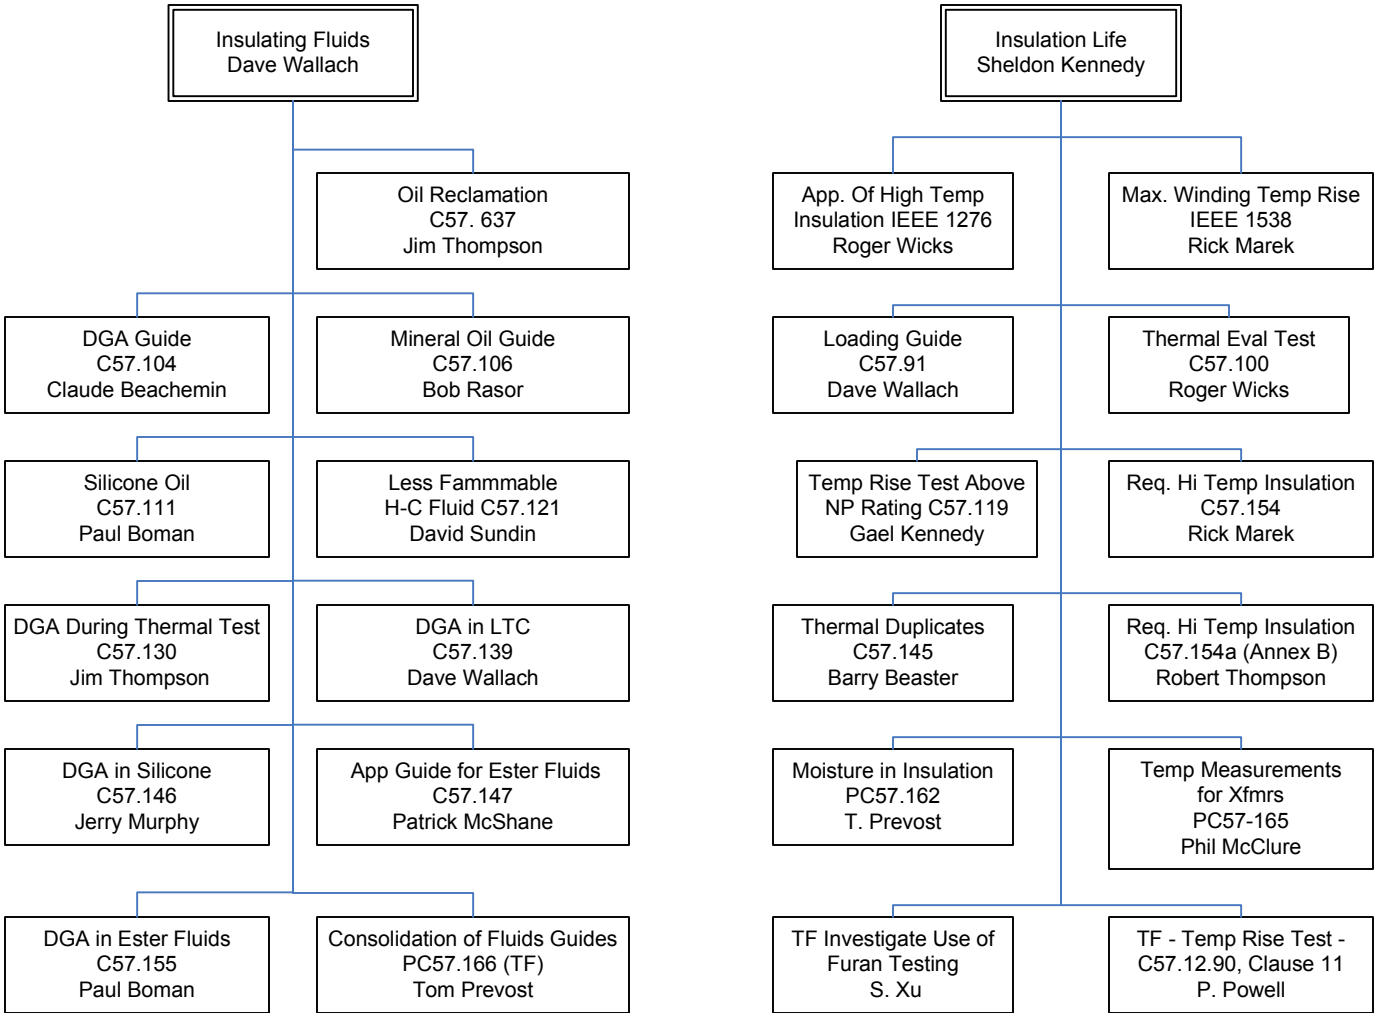 Insulating Fluids
Dave Wallach
Oil Reclamation
C57. 637
Jim Thompson
DGA Guide
C57.104
Claude Beachemin
Mineral Oil Guide
C57.106
Bob Rasor
Silicone Oil
C57.111
Paul Boman
Less Fammmable
H-C Fluid C57.121
David Sundin
DGA During Thermal Test
C57.130
Jim Thompson
DGA in LTC
C57.139
Dave Wallach
DGA in Silicone
C57.146
Jerry Murphy
App Guide for Ester Fluids
C57.147
Patrick McShane
DGA in Ester Fluids
C57.155
Paul Boman
Consolidation of Fluids Guides
PC57.166 (TF)
Tom Prevost
Insulation Life
Sheldon Kennedy
App. Of High Temp
Insulation IEEE 1276
Roger Wicks
Max. Winding Temp Rise
IEEE 1538
Rick Marek
Loading Guide
C57.91
Dave Wallach
Thermal Eval Test
C57.100
Roger Wicks
Temp Rise Test Above
NP Rating C57.119
Gael Kennedy
Req. Hi Temp Insulation
C57.154
Rick Marek
Thermal Duplicates
C57.145
Barry Beaster
Req. Hi Temp Insulation
C57.154a (Annex B)
Robert Thompson
Moisture in Insulation
PC57.162
T. Prevost
Temp Measurements
for Xfmrs
PC57-165
Phil McClure
TF Investigate Use of
Furan Testing
S. Xu
TF - Temp Rise Test -
C57.12.90, Clause 11
P. Powell